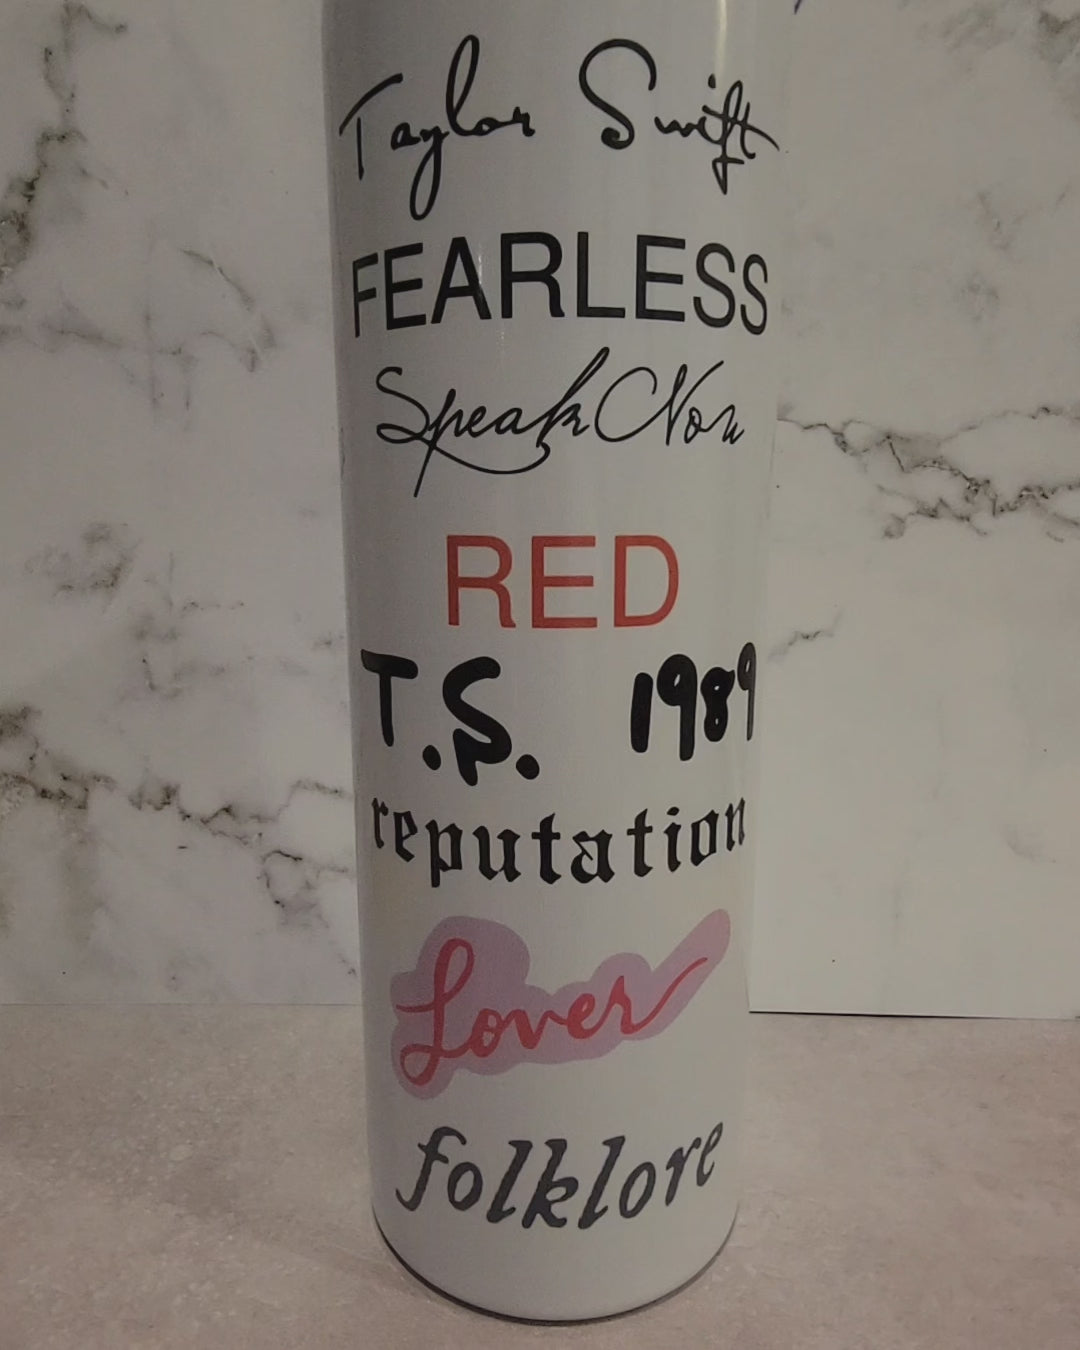 Taylor Swift
FEARLESS
Speak Now
RED
T.S. 1989
reputation
Lover
folklore